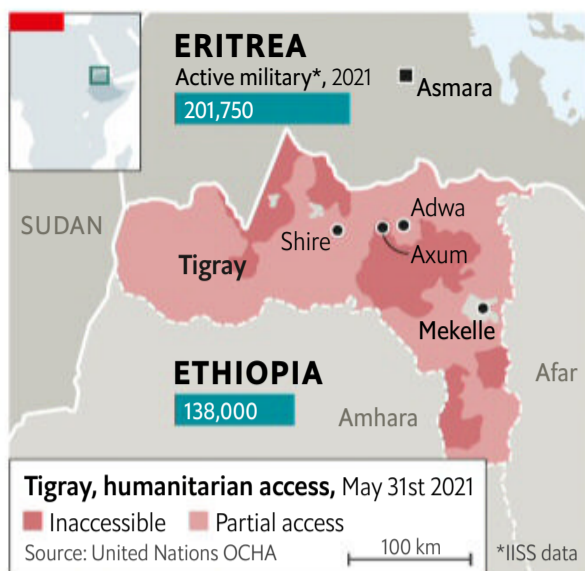 ERITREA
Active military*, 2021
201,750
Asmara
SUDAN
Adwa
Shire
Axum
Tigray
Mekelle
ETHIOPIA
138,000
Afar
Amhara
Tigray, humanitarian access, May 31st 2021
Inaccessible
Partial access
Source: United Nations OCHA
100 km
*IISS data